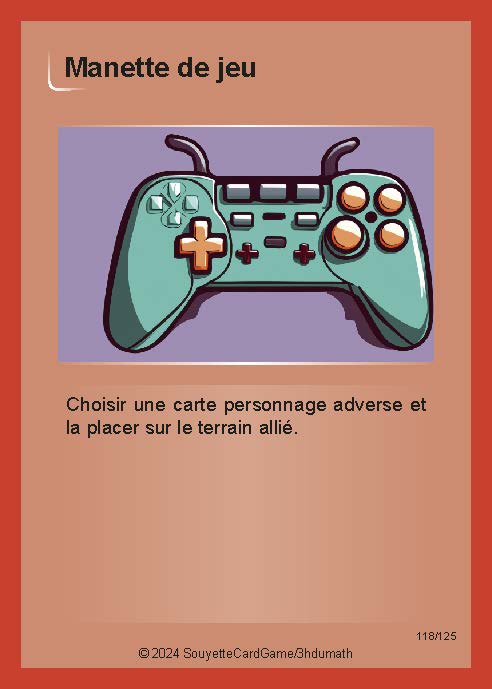 Manette de jeu
Choisir une carte personnage adverse et
la placer sur le terrain allié.
118/125
© 2024 SouyetteCardGame/3hdumath